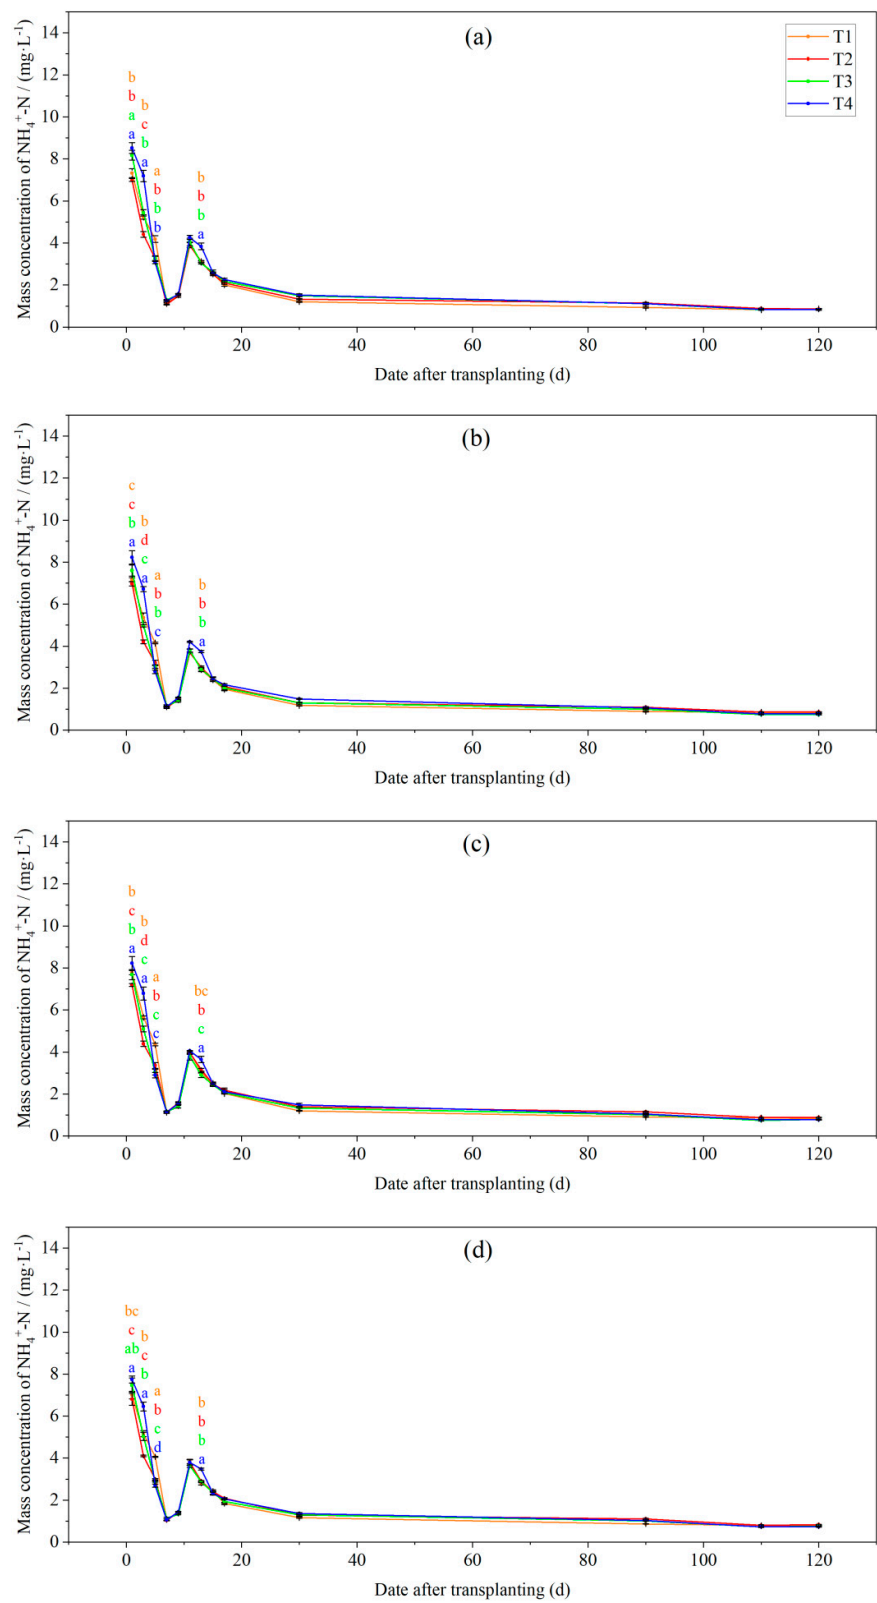 (a)
T1
T2
T3
T4
Mass concentration of NH₄⁺-N / (mg·L⁻¹)
14
12
10
8
6
4
2
0
b
b
a
a
b
c
b
a
a
b
b
b
b
b
b
a
0 20 40 60 80 100 120
Date after transplanting (d)
(b)
Mass concentration of NH₄⁺-N / (mg·L⁻¹)
14
12
10
8
6
4
2
0
c
c
b
a
b
d
c
a
a
b
b
c
b
b
b
a
0 20 40 60 80 100 120
Date after transplanting (d)
(c)
Mass concentration of NH₄⁺-N / (mg·L⁻¹)
14
12
10
8
6
4
2
0
b
c
b
a
b
d
c
a
a
b
c
c
bc
b
c
a
0 20 40 60 80 100 120
Date after transplanting (d)
(d)
Mass concentration of NH₄⁺-N / (mg·L⁻¹)
14
12
10
8
6
4
2
0
bc
c
ab
a
b
c
b
a
a
b
c
d
b
b
b
a
0 20 40 60 80 100 120
Date after transplanting (d)